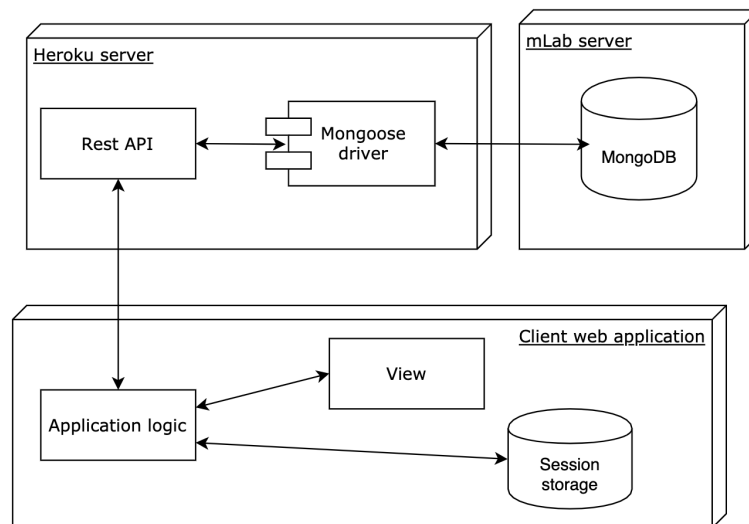 Heroku server
mLab server
Rest API
Mongoose
driver
MongoDB
Client web application
View
Application logic
Session
storage